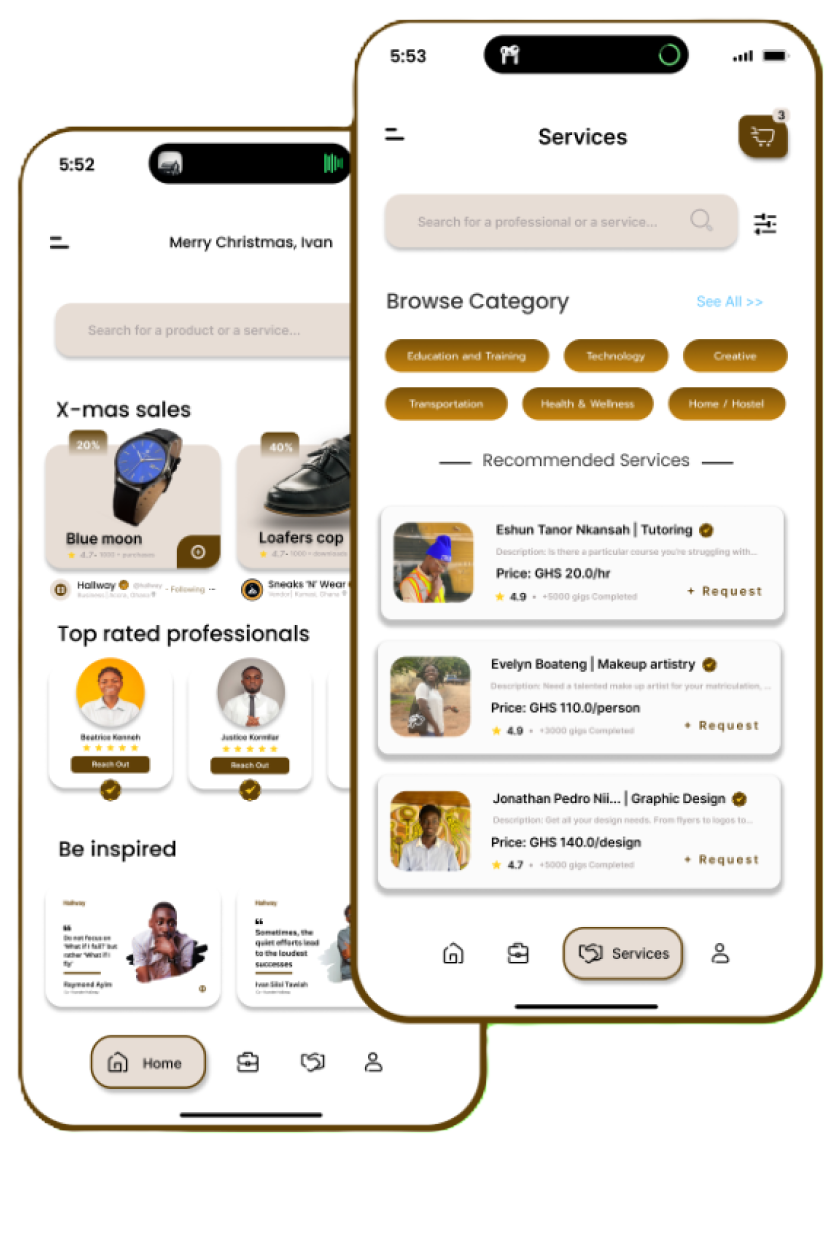 5:52
Merry Christmas, Ivan
Search for a product or a service...
X-mas sales
20%
40%
Blue moon
Loafers cop
4.7
4.7
Hallway @hallway
- Following
Business | Accra, Ghana
Sneaks 'N' Wear
Vendor| Kumasi, Ghana
Top rated professionals
Beatrice Kenneh
Justice Kormilar
Reach Out
Reach Out
Be inspired
Hallway
“
Do not focus on
'What if I fail?' but
rather 'What if I
fly'
Raymond Ayim
Hallway
“
Sometimes, the
quiet efforts lead
to the loudest
successes
Ivan Silsi Tawiah
Home
5:53
Services
3
Search for a professional or a service...
Browse Category
See All >>
Education and Training
Technology
Creative
Transportation
Health & Wellness
Home / Hostel
Recommended Services
Eshun Tanor Nkansah | Tutoring
Description: Is there a particular course you're struggling with...
Price: GHS 20.0/hr
4.9 • +5000 gigs Completed
+ Request
Evelyn Boateng | Makeup artistry
Description: Need a talented make up artist for your matriculation, ...
Price: GHS 110.0/person
4.9 • +3000 gigs Completed
+ Request
Jonathan Pedro Nii... | Graphic Design
Description: Get all your design needs. From flyers to logos to...
Price: GHS 140.0/design
4.7 • +5000 gigs Completed
+ Request
Services